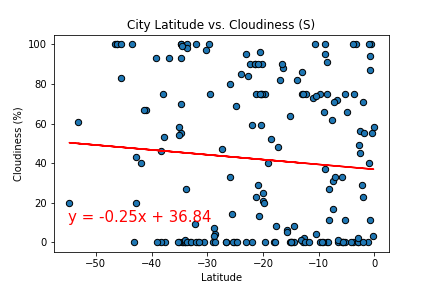 City Latitude vs. Cloudiness (S)
100
80
60
40
20
0
Cloudiness (%)
y = -0.25x + 36.84
−50 −40 −30 −20 −10 0
Latitude